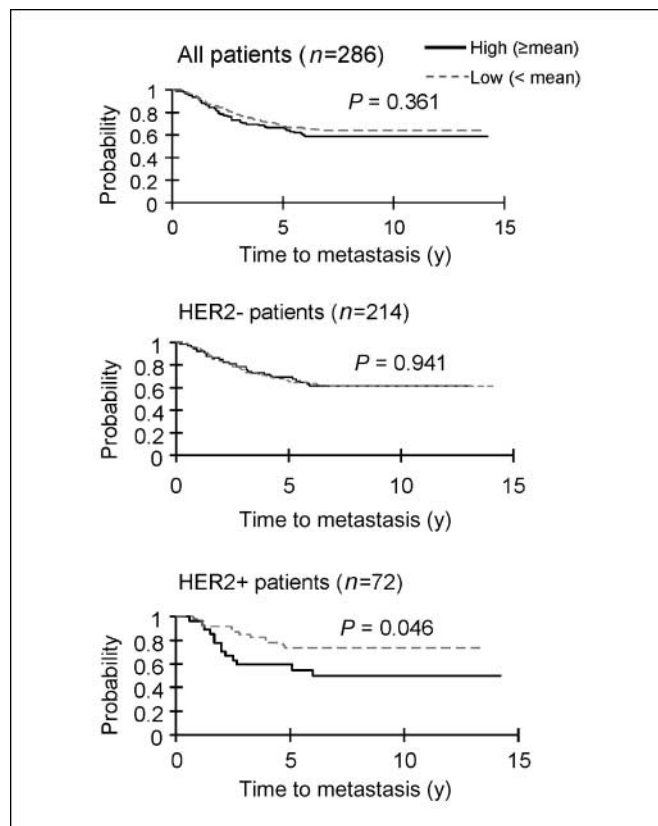 All patients (n=286)
High (≥mean)
Low (< mean)
P = 0.361
Probability
1
0.8
0.6
0.4
0.2
0
0 5 10 15
Time to metastasis (y)
HER2- patients (n=214)
P = 0.941
Probability
1
0.8
0.6
0.4
0.2
0
0 5 10 15
Time to metastasis (y)
HER2+ patients (n=72)
P = 0.046
Probability
1
0.8
0.6
0.4
0.2
0
0 5 10 15
Time to metastasis (y)